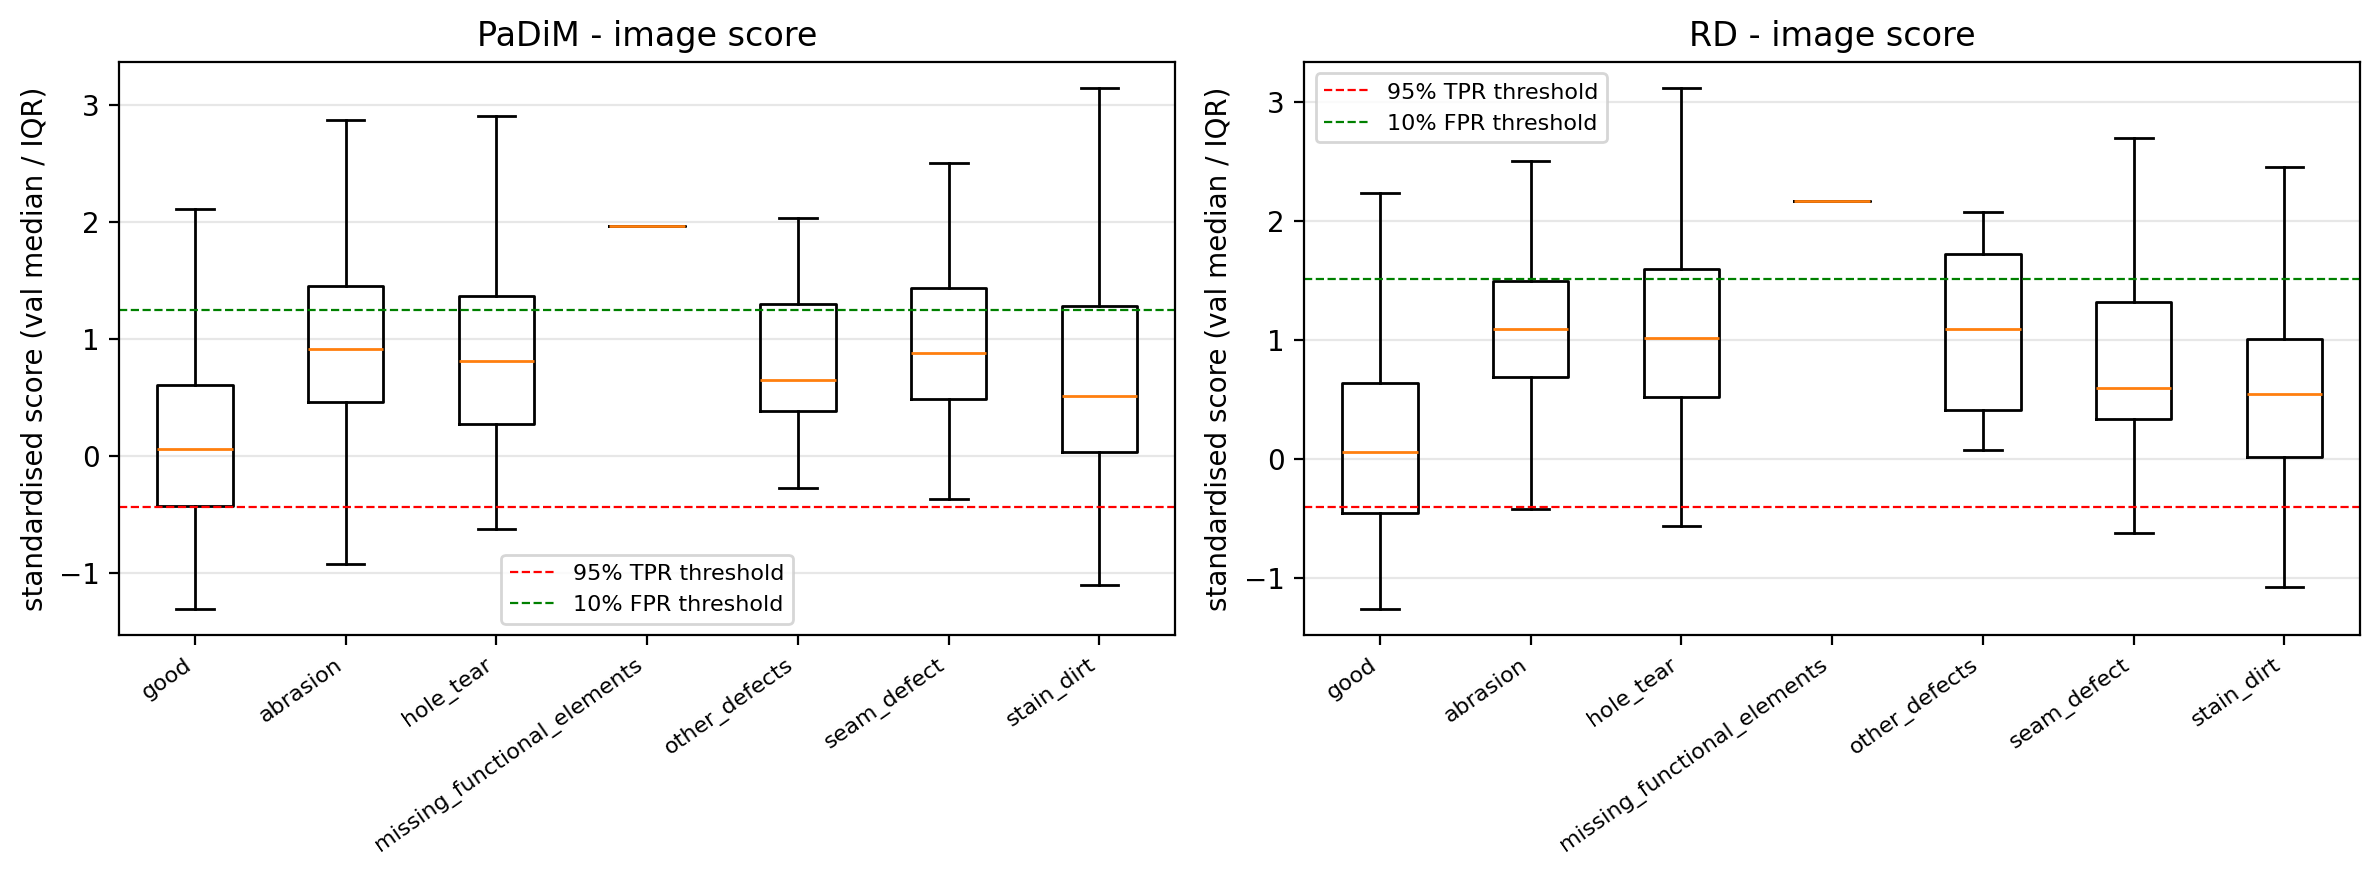 PaDiM - image score
standardised score (val median / IQR)
3
2
1
0
−1
95% TPR threshold
10% FPR threshold
good
abrasion
hole_tear
missing_functional_elements
other_defects
seam_defect
stain_dirt
RD - image score
standardised score (val median / IQR)
3
2
1
0
−1
95% TPR threshold
10% FPR threshold
good
abrasion
hole_tear
missing_functional_elements
other_defects
seam_defect
stain_dirt